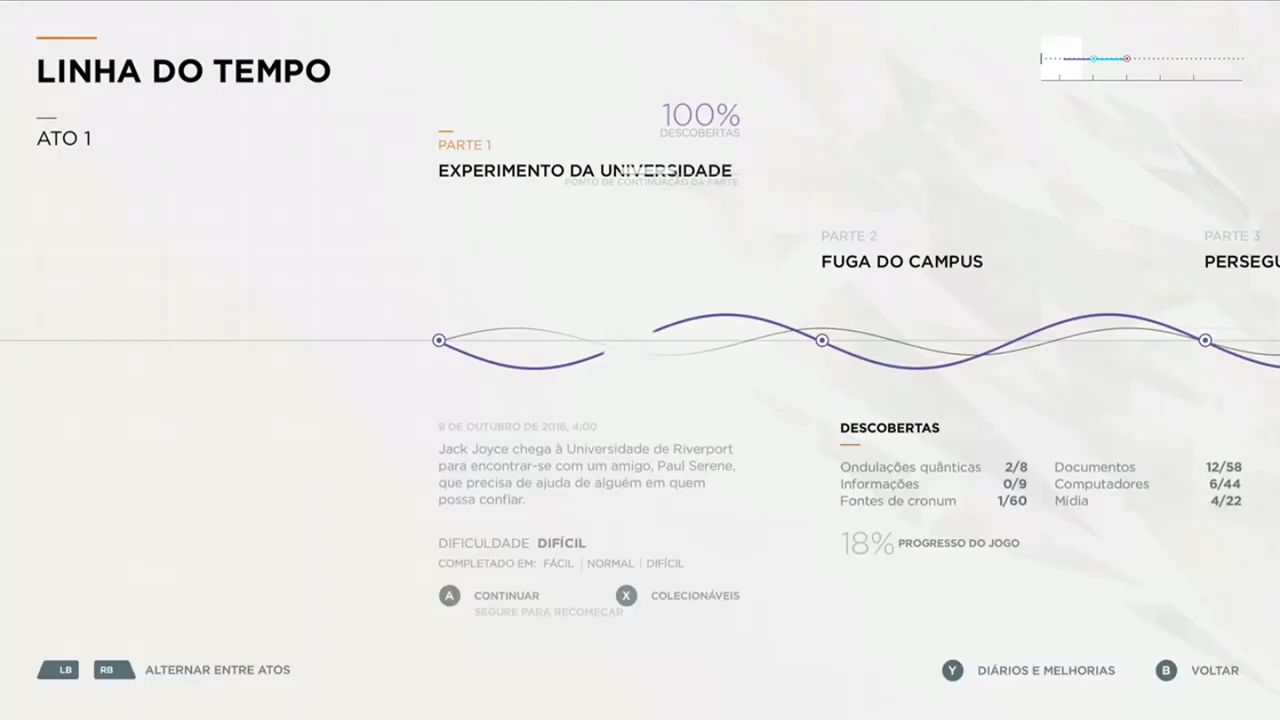 LINHA DO TEMPO
ATO 1
100%
DESCOBERTAS
PARTE 1
EXPERIMENTO DA UNIVERSIDADE
PONTO DE CONTINUAÇÃO DA PARTE
PARTE 2
FUGA DO CAMPUS
PARTE 3
PERSEGU
9 DE OUTUBRO DE 2016, 4:00
Jack Joyce chega à Universidade de Riverport
para encontrar-se com um amigo, Paul Serene,
que precisa de ajuda de alguém em quem
possa confiar.
DIFICULDADE DIFÍCIL
COMPLETADO EM: FÁCIL | NORMAL | DIFÍCIL
A CONTINUAR X COLECIONÁVEIS
SEGURE PARA RECOMEÇAR
DESCOBERTAS
Ondulações quânticas 2/8 Documentos 12/58
Informações 0/9 Computadores 6/44
Fontes de cronum 1/60 Mídia 4/22
18% PROGRESSO DO JOGO
LB RB ALTERNAR ENTRE ATOS
Y DIÁRIOS E MELHORIAS B VOLTAR